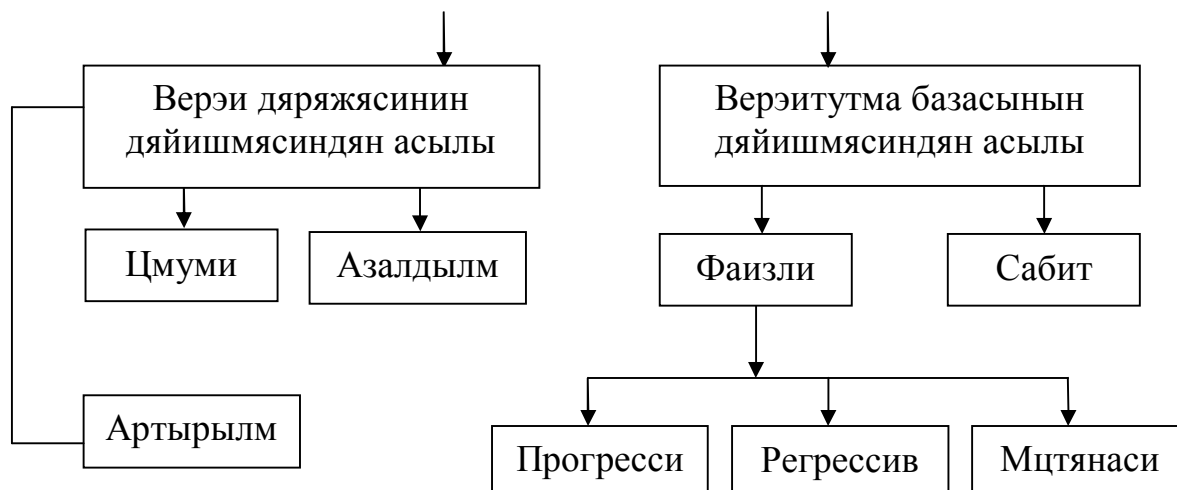 Верэи дяряжясинин
дяйишмясиндян асылы
Верэитутма базасынын
дяйишмясиндян асылы
Цмуми
Азалдылм
Фаизли
Сабит
Артырылм
Прогресси
Регрессив
Мцтянаси